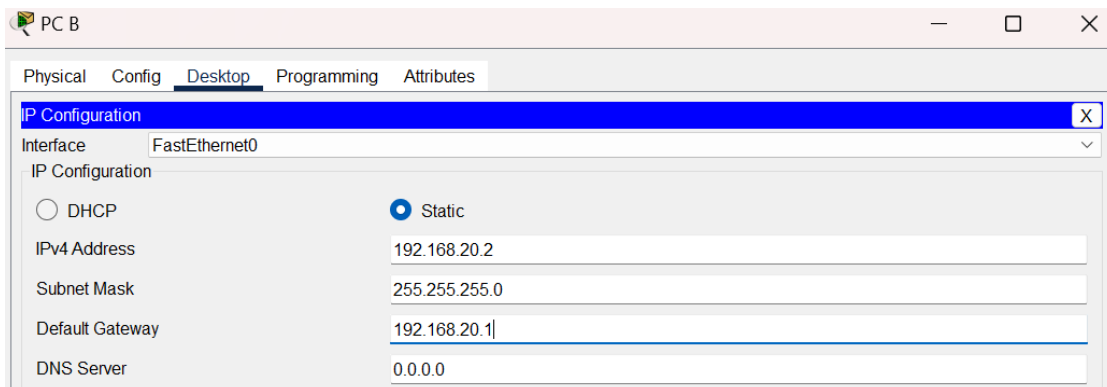 PC B
Physical Config Desktop Programming Attributes
IP Configuration X
Interface FastEthernet0
IP Configuration
DHCP Static
IPv4 Address 192.168.20.2
Subnet Mask 255.255.255.0
Default Gateway 192.168.20.1
DNS Server 0.0.0.0